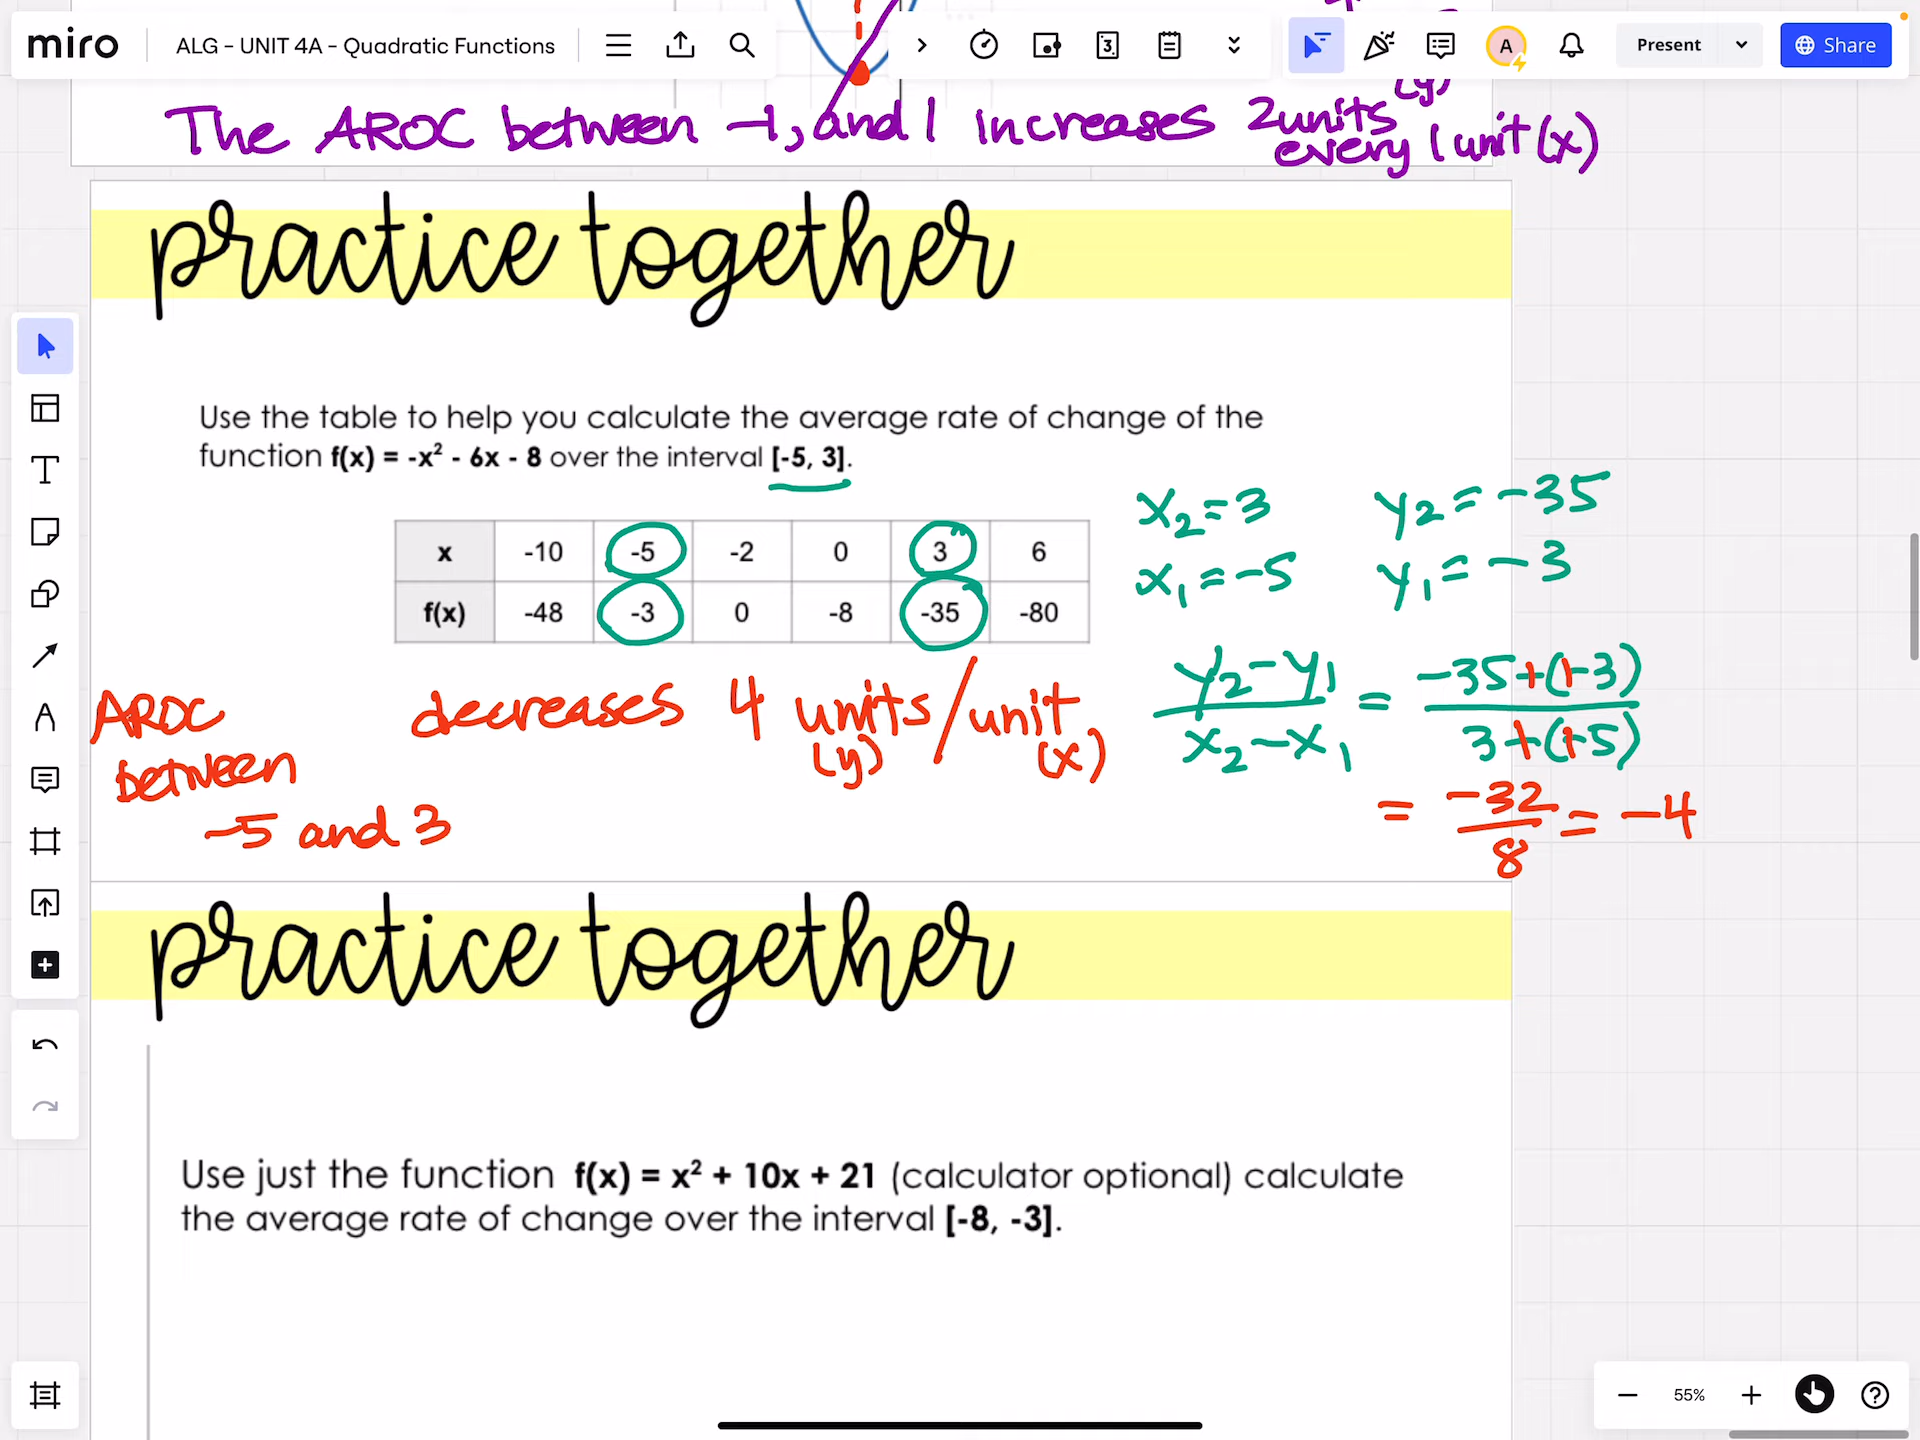 miro
ALG - UNIT 4A - Quadratic Functions
3
A
Present
Share
(y)
The AROC between -1, and 1 increases 2 units
every 1 unit (x)
practice together
Use the table to help you calculate the average rate of change of the
function f(x) = -x² - 6x - 8 over the interval [-5, 3].
x₂ = 3 y₂ = -35
x₁ = -5 y₁ = -3
x -10 -5 -2 0 3 6
f(x) -48 -3 0 -8 -35 -80
AROC
between
-5 and 3
decreases 4 units / unit
(y) (x)
y₂ - y₁ / x₂ - x₁ = -35 + (+3) / 3 + (+5)
= -32 / 8 = -4
practice together
Use just the function f(x) = x² + 10x + 21 (calculator optional) calculate
the average rate of change over the interval [-8, -3].
55%